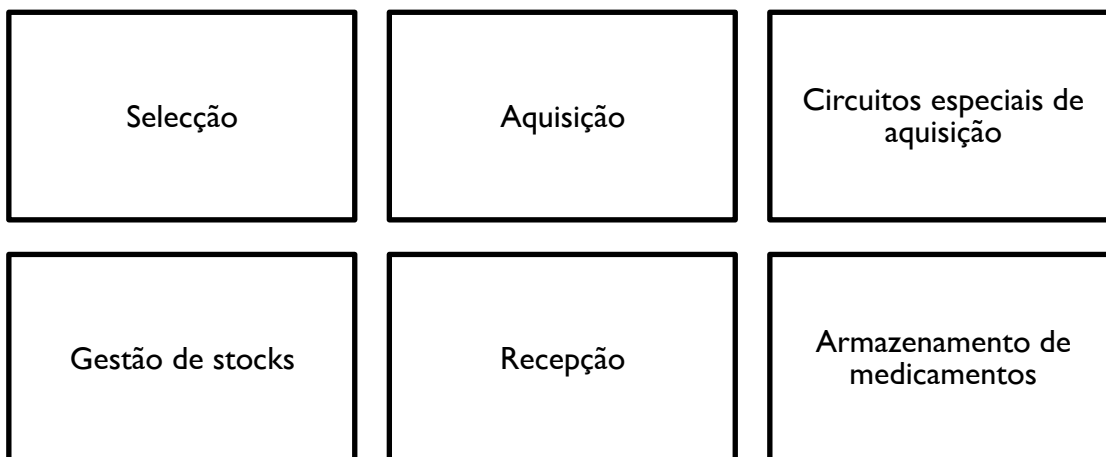 Selecção
Aquisição
Circuitos especiais de
aquisição
Gestão de stocks
Recepção
Armazenamento de
medicamentos